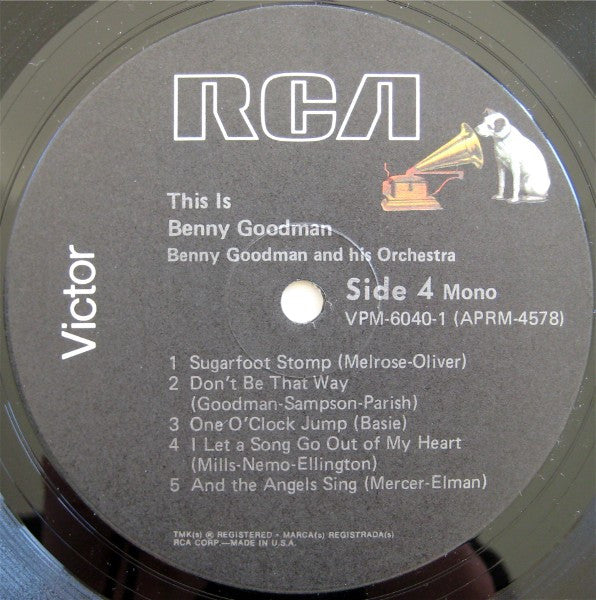 RCA
Victor
This Is
Benny Goodman
Benny Goodman and his Orchestra
Side 4 Mono
VPM-6040-1 (APRM-4578)
1 Sugarfoot Stomp (Melrose-Oliver)
2 Don't Be That Way
(Goodman-Sampson-Parish)
3 One O'Clock Jump (Basie)
4 I Let a Song Go Out of My Heart
(Mills-Nemo-Ellington)
5 And the Angels Sing (Mercer-Elman)
TMK(s) ® REGISTERED • MARCA(s) REGISTRADA(s)
RCA CORP.—MADE IN U.S.A.